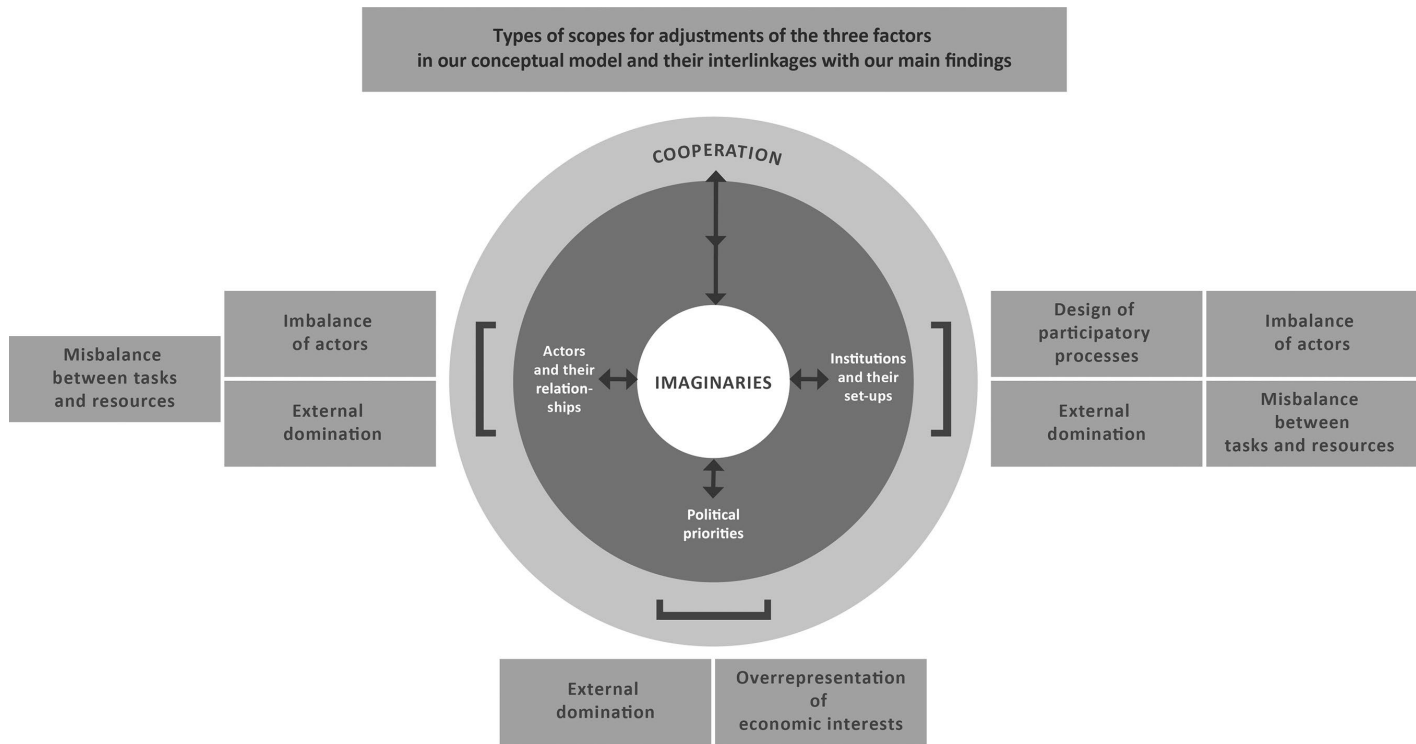 Types of scopes for adjustments of the three factors
in our conceptual model and their interlinkages with our main findings
COOPERATION
Misbalance
between tasks
and resources
Imbalance
of actors
External
domination
Actors
and their
relation-
ships
IMAGINARIES
Institutions
and their
set-ups
Political
priorities
Design of
participatory
processes
Imbalance
of actors
External
domination
Misbalance
between
tasks and resources
External
domination
Overrepresentation
of
economic interests